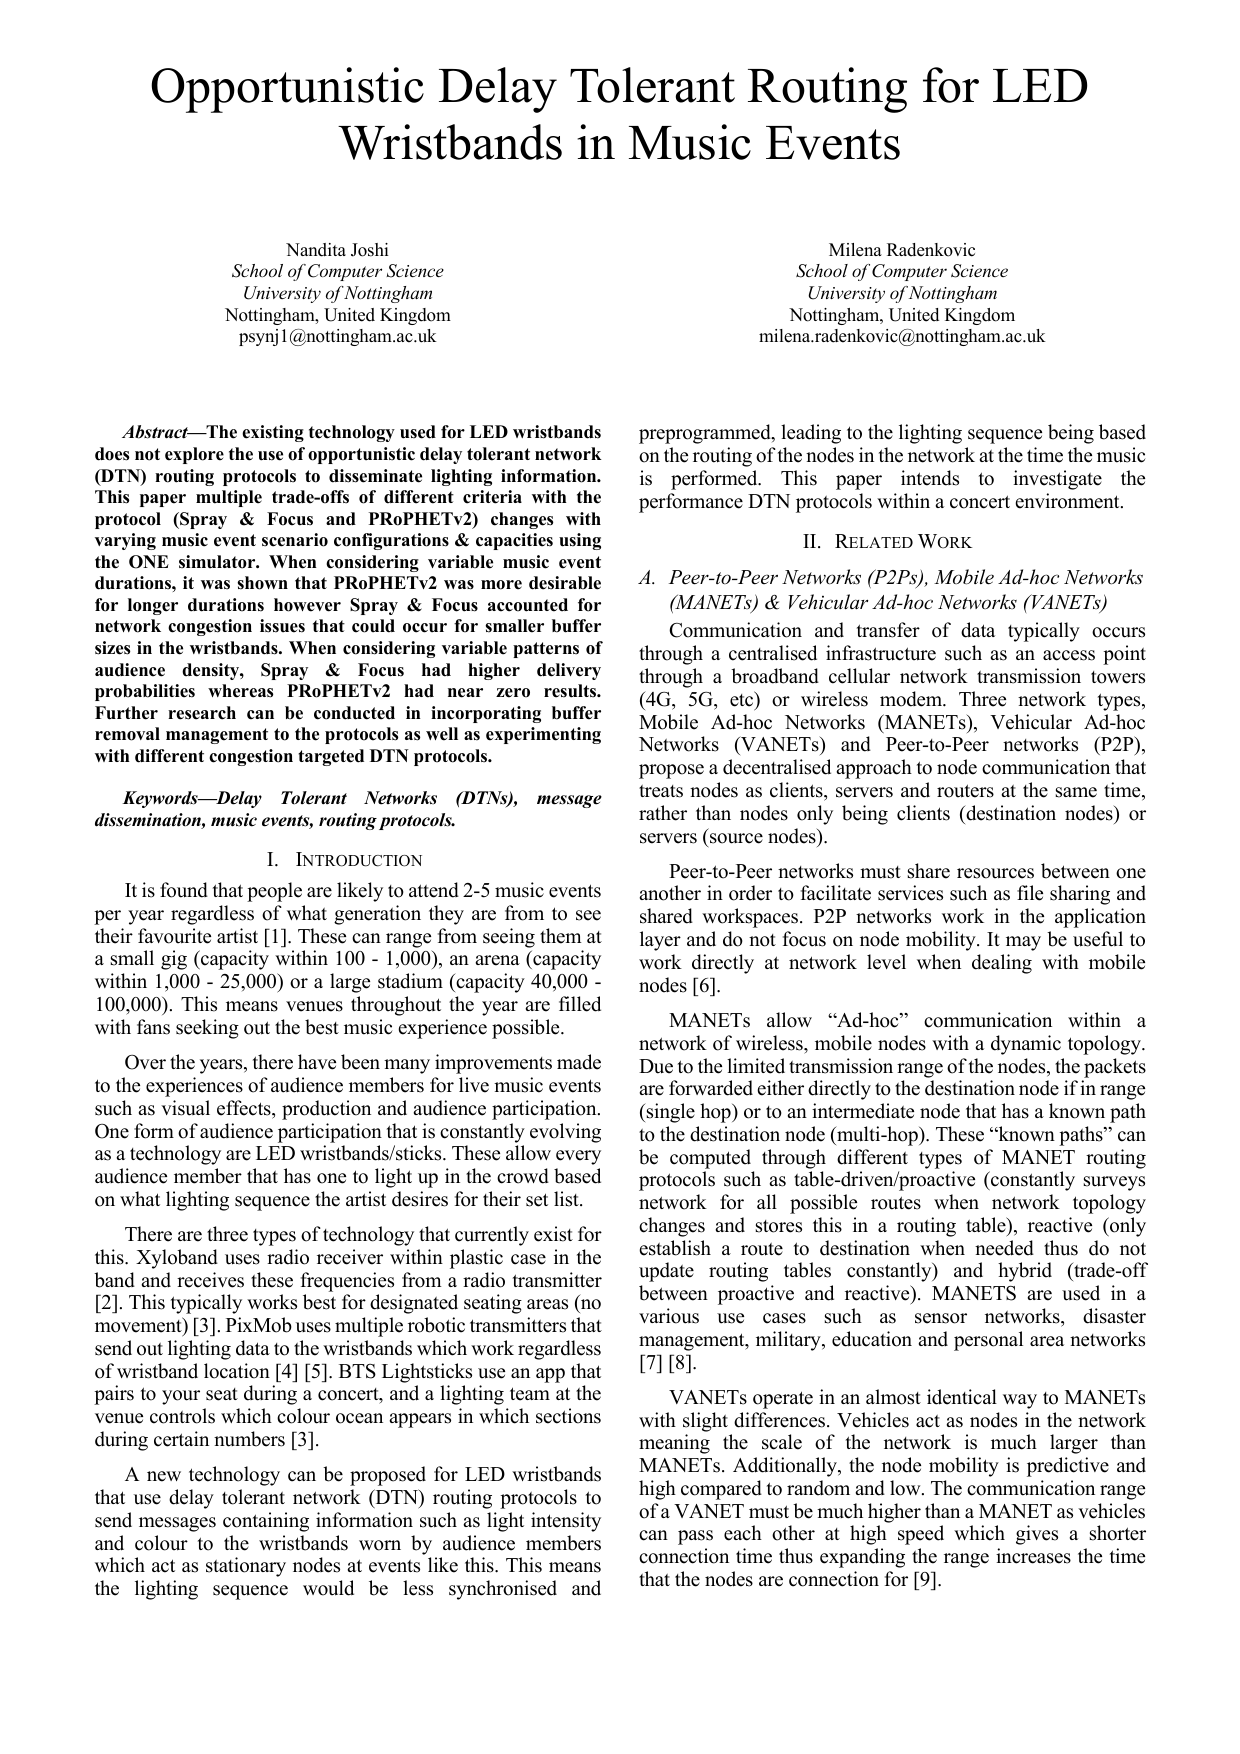 Opportunistic Delay Tolerant Routing for LED
Wristbands in Music Events
Nandita Joshi
School of Computer Science
University of Nottingham
Nottingham, United Kingdom
psynj1@nottingham.ac.uk
Milena Radenkovic
School of Computer Science
University of Nottingham
Nottingham, United Kingdom
milena.radenkovic@nottingham.ac.uk
Abstract—The existing technology used for LED wristbands
does not explore the use of opportunistic delay tolerant network
(DTN) routing protocols to disseminate lighting information.
This paper multiple trade-offs of different criteria with the
protocol (Spray & Focus and PRoPHETv2) changes with
varying music event scenario configurations & capacities using
the ONE simulator. When considering variable music event
durations, it was shown that PRoPHETv2 was more desirable
for longer durations however Spray & Focus accounted for
network congestion issues that could occur for smaller buffer
sizes in the wristbands. When considering variable patterns of
audience density, Spray & Focus had higher delivery
probabilities whereas PRoPHETv2 had near zero results.
Further research can be conducted in incorporating buffer
removal management to the protocols as well as experimenting
with different congestion targeted DTN protocols.
Keywords—Delay Tolerant Networks (DTNs), message
dissemination, music events, routing protocols.
I. INTRODUCTION
It is found that people are likely to attend 2-5 music events
per year regardless of what generation they are from to see
their favourite artist [1]. These can range from seeing them at
a small gig (capacity within 100 - 1,000), an arena (capacity
within 1,000 - 25,000) or a large stadium (capacity 40,000 -
100,000). This means venues throughout the year are filled
with fans seeking out the best music experience possible.
Over the years, there have been many improvements made
to the experiences of audience members for live music events
such as visual effects, production and audience participation.
One form of audience participation that is constantly evolving
as a technology are LED wristbands/sticks. These allow every
audience member that has one to light up in the crowd based
on what lighting sequence the artist desires for their set list.
There are three types of technology that currently exist for
this. Xyloband uses radio receiver within plastic case in the
band and receives these frequencies from a radio transmitter
[2]. This typically works best for designated seating areas (no
movement) [3]. PixMob uses multiple robotic transmitters that
send out lighting data to the wristbands which work regardless
of wristband location [4] [5]. BTS Lightsticks use an app that
pairs to your seat during a concert, and a lighting team at the
venue controls which colour ocean appears in which sections
during certain numbers [3].
A new technology can be proposed for LED wristbands
that use delay tolerant network (DTN) routing protocols to
send messages containing information such as light intensity
and colour to the wristbands worn by audience members
which act as stationary nodes at events like this. This means
the lighting sequence would be less synchronised and
preprogrammed, leading to the lighting sequence being based
on the routing of the nodes in the network at the time the music
is performed. This paper intends to investigate the
performance DTN protocols within a concert environment.
II. RELATED WORK
A. Peer-to-Peer Networks (P2Ps), Mobile Ad-hoc Networks
(MANETs) & Vehicular Ad-hoc Networks (VANETs)
Communication and transfer of data typically occurs
through a centralised infrastructure such as an access point
through a broadband cellular network transmission towers
(4G, 5G, etc) or wireless modem. Three network types,
Mobile Ad-hoc Networks (MANETs), Vehicular Ad-hoc
Networks (VANETs) and Peer-to-Peer networks (P2P),
propose a decentralised approach to node communication that
treats nodes as clients, servers and routers at the same time,
rather than nodes only being clients (destination nodes) or
servers (source nodes).
Peer-to-Peer networks must share resources between one
another in order to facilitate services such as file sharing and
shared workspaces. P2P networks work in the application
layer and do not focus on node mobility. It may be useful to
work directly at network level when dealing with mobile
nodes [6].
MANETs allow “Ad-hoc” communication within a
network of wireless, mobile nodes with a dynamic topology.
Due to the limited transmission range of the nodes, the packets
are forwarded either directly to the destination node if in range
(single hop) or to an intermediate node that has a known path
to the destination node (multi-hop). These “known paths” can
be computed through different types of MANET routing
protocols such as table-driven/proactive (constantly surveys
network for all possible routes when network topology
changes and stores this in a routing table), reactive (only
establish a route to destination when needed thus do not
update routing tables constantly) and hybrid (trade-off
between proactive and reactive). MANETS are used in a
various use cases such as sensor networks, disaster
management, military, education and personal area networks
[7] [8].
VANETs operate in an almost identical way to MANETs
with slight differences. Vehicles act as nodes in the network
meaning the scale of the network is much larger than
MANETs. Additionally, the node mobility is predictive and
high compared to random and low. The communication range
of a VANET must be much higher than a MANET as vehicles
can pass each other at high speed which gives a shorter
connection time thus expanding the range increases the time
that the nodes are connection for [9].